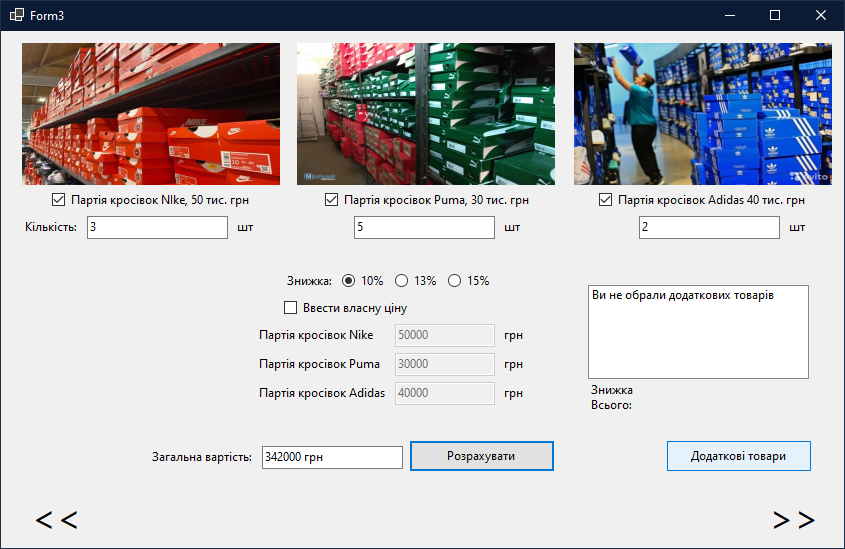 Form3
NIKE
Партія кросівок NIke, 50 тис. грн
Партія кросівок Puma, 30 тис. грн
Партія кросівок Adidas 40 тис. грн
Кількість: 3 шт
5 шт
2 шт
Знижка: 10% 13% 15%
Ввести власну ціну
Партія кросівок Nike 50000 грн
Партія кросівок Puma 30000 грн
Партія кросівок Adidas 40000 грн
Ви не обрали додаткових товарів
Знижка
Всього:
Загальна вартість: 342000 грн
Розрахувати
Додаткові товари
< <
> >